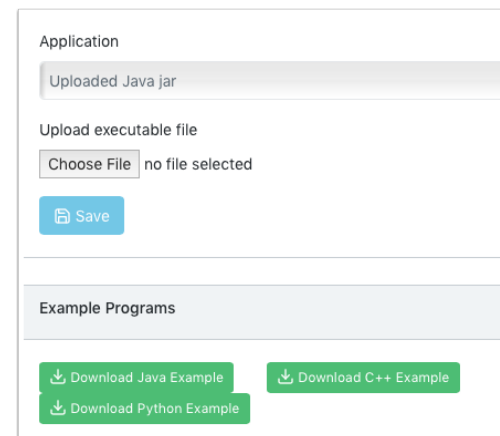 Application
Uploaded Java jar
Upload executable file
Choose File no file selected
Save
Example Programs
Download Java Example Download C++ Example
Download Python Example